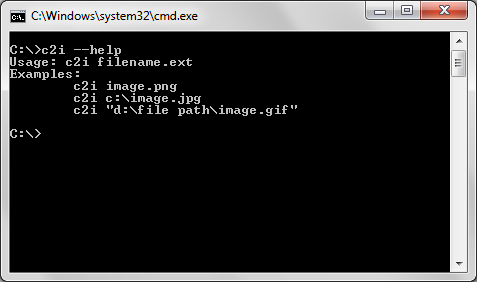 C:\Windows\system32\cmd.exe
C:\>c2i --help
Usage: c2i filename.ext
Examples:
c2i image.png
c2i c:\image.jpg
c2i "d:\file path\image.gif"
C:\>